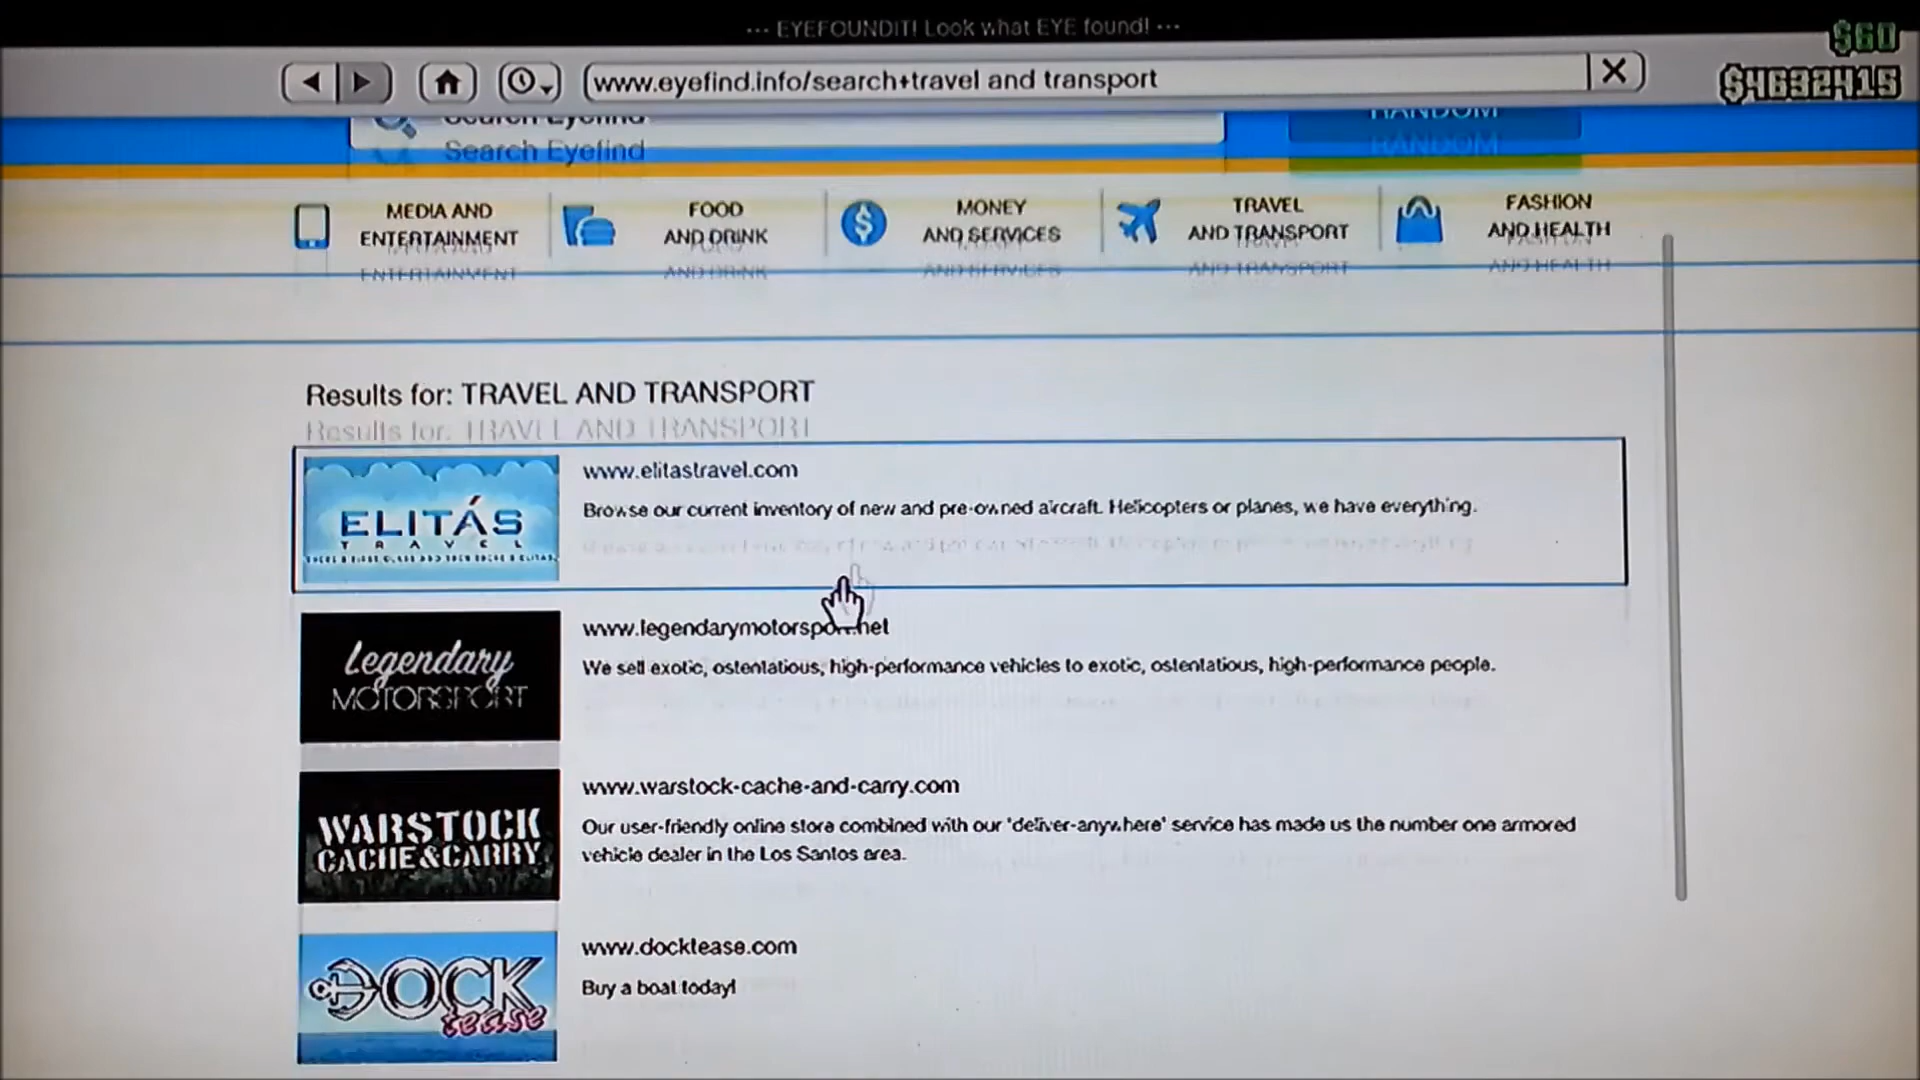 --- EYEFOUNDIT! Look what EYE found! ---
$60
www.eyefind.info/search+travel and transport
$4632415
Search Eyefind
RANDOM
MEDIA AND ENTERTAINMENT
FOOD AND DRINK
MONEY AND SERVICES
TRAVEL AND TRANSPORT
FASHION AND HEALTH
Results for: TRAVEL AND TRANSPORT
ELITÁS
TRAVEL
www.elitastravel.com
Browse our current inventory of new and pre-owned aircraft. Helicopters or planes, we have everything.
Legendary
MOTORSPORT
www.legendarymotorsport.net
We sell exotic, ostentatious, high-performance vehicles to exotic, ostentatious, high-performance people.
WARSTOCK
CACHE&CARRY
www.warstock-cache-and-carry.com
Our user-friendly online store combined with our 'deliver-anywhere' service has made us the number one armored
vehicle dealer in the Los Santos area.
DOCK
tease
www.docktease.com
Buy a boat today!